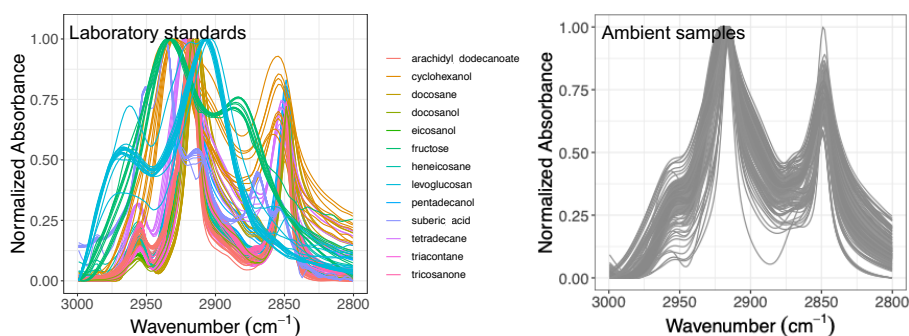 Laboratory standards
Normalized Absorbance
1.00
0.75
0.50
0.25
0.00
3000 2950 2900 2850 2800
Wavenumber (cm⁻¹)
arachidyl dodecanoate
cyclohexanol
docosane
docosanol
eicosanol
fructose
heneicosane
levoglucosan
pentadecanol
suberic acid
tetradecane
triacontane
tricosanone
Ambient samples
Normalized Absorbance
1.00
0.75
0.50
0.25
0.00
3000 2950 2900 2850 2800
Wavenumber (cm⁻¹)